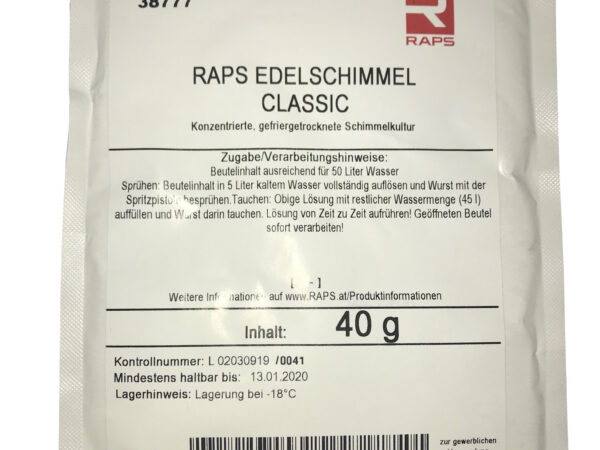 38777
R
RAPS
RAPS EDELSCHIMMEL
CLASSIC
Konzentrierte, gefriergetrocknete Schimmelkultur
Zugabe/Verarbeitungshinweise:
Beutelinhalt ausreichend für 50 Liter Wasser
Sprühen: Beutelinhalt in 5 Liter kaltem Wasser vollständig auflösen und Wurst mit der
Spritzpistole besprühen.Tauchen: Obige Lösung mit restlicher Wassermenge (45 l)
auffüllen und Wurst darin tauchen. Lösung von Zeit zu Zeit aufrühren! Geöffneten Beutel
sofort verarbeiten!
Weitere Informationen auf www.RAPS.at/Produktinformationen
Inhalt: 40 g
Kontrollnummer: L 02030919 /0041
Mindestens haltbar bis: 13.01.2020
Lagerhinweis: Lagerung bei -18°C
zur gewerblichen